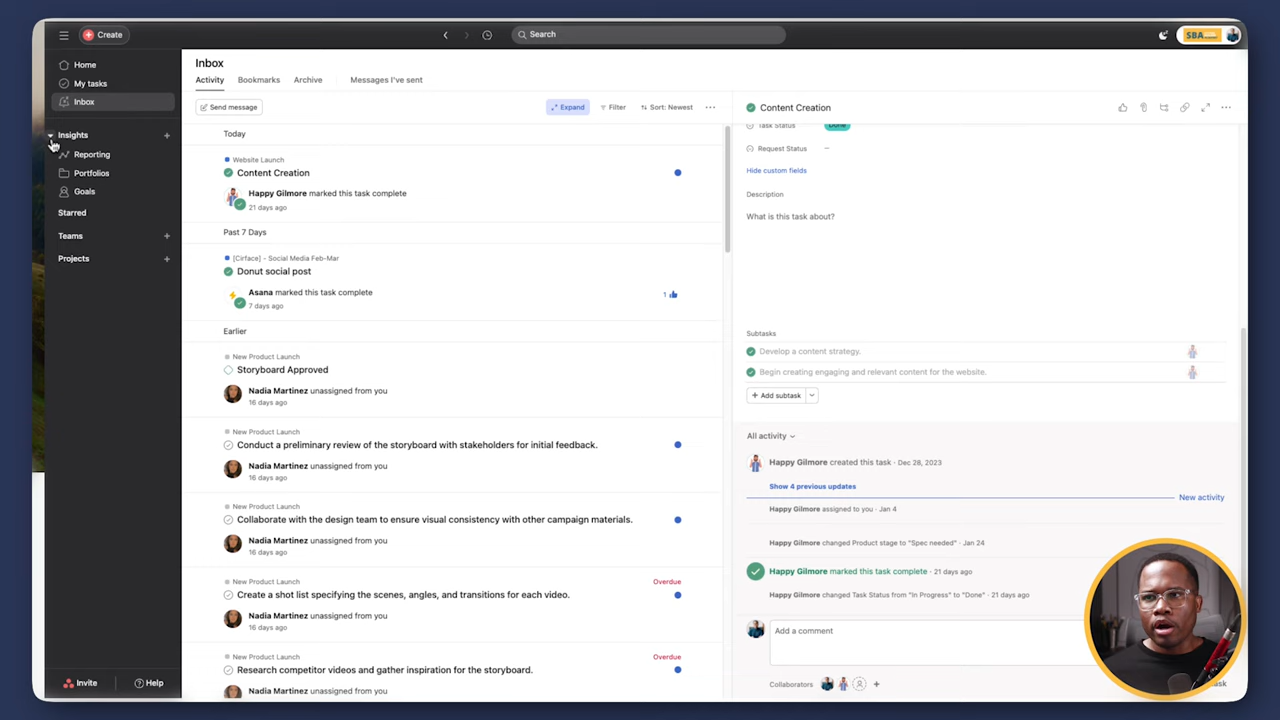 Create
Search
SBA
Home
My tasks
Inbox
Insights
Reporting
Portfolios
Goals
Starred
Teams
Projects
Invite
Help
Inbox
Activity
Bookmarks
Archive
Messages I've sent
Send message
Expand
Filter
Sort: Newest
Today
Website Launch
Content Creation
Happy Gilmore marked this task complete
21 days ago
Past 7 Days
[Cirface] - Social Media Feb-Mar
Donut social post
Asana marked this task complete
7 days ago
1
Earlier
New Product Launch
Storyboard Approved
Nadia Martinez unassigned from you
16 days ago
New Product Launch
Conduct a preliminary review of the storyboard with stakeholders for initial feedback.
Nadia Martinez unassigned from you
16 days ago
New Product Launch
Collaborate with the design team to ensure visual consistency with other campaign materials.
Nadia Martinez unassigned from you
16 days ago
New Product Launch
Overdue
Create a shot list specifying the scenes, angles, and transitions for each video.
Nadia Martinez unassigned from you
16 days ago
New Product Launch
Overdue
Research competitor videos and gather inspiration for the storyboard.
Nadia Martinez unassigned from you
Content Creation
Task Status
Done
Request Status
—
Hide custom fields
Description
What is this task about?
Subtasks
Develop a content strategy.
Begin creating engaging and relevant content for the website.
Add subtask
All activity
Happy Gilmore created this task · Dec 28, 2023
Show 4 previous updates
New activity
Happy Gilmore assigned to you · Jan 4
Happy Gilmore changed Product stage to "Spec needed" · Jan 24
Happy Gilmore marked this task complete · 21 days ago
Happy Gilmore changed Task Status from "In Progress" to "Done" · 21 days ago
Add a comment
Collaborators